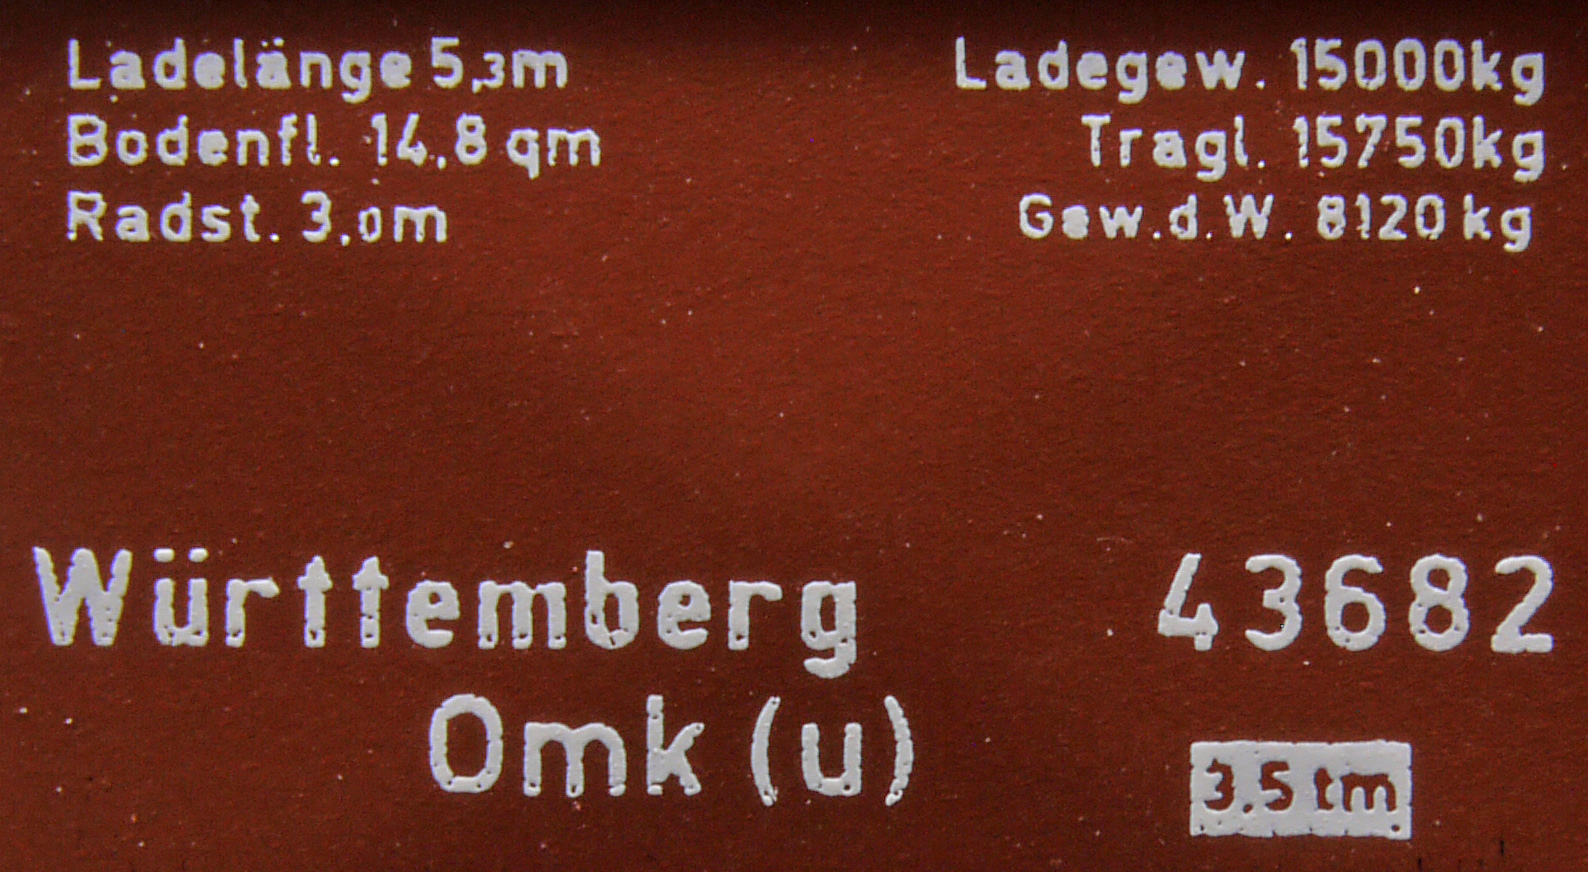 Ladelänge 5,3m
Bodenfl. 14,8 qm
Radst. 3,0m
Ladegew. 15000kg
Tragl. 15750kg
Gew.d.W. 8120 kg
Württemberg 43682
Omk (u)
3,5 tm